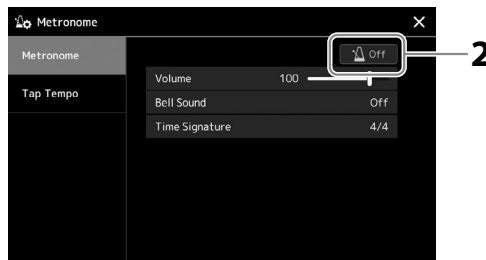 Metronome
Metronome
Off
2
Volume 100
Tap Tempo
Bell Sound Off
Time Signature 4/4